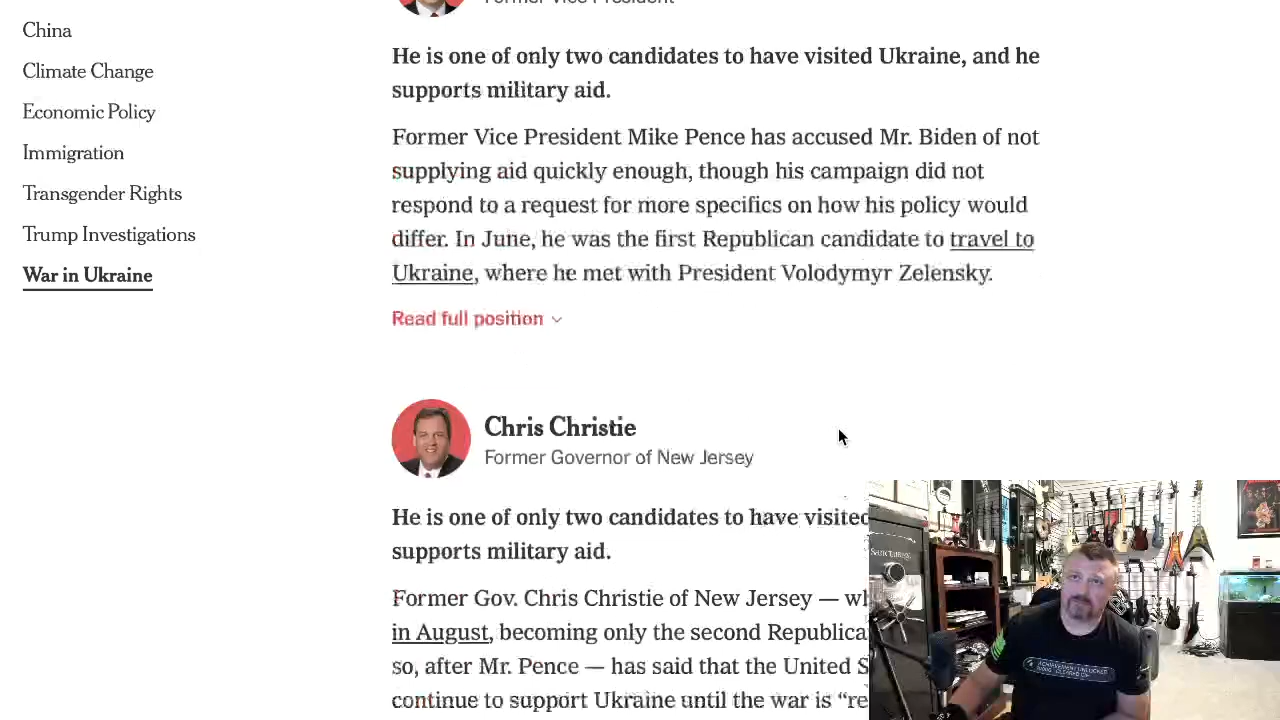 China
Climate Change
Economic Policy
Immigration
Transgender Rights
Trump Investigations
War in Ukraine
Former Vice President
He is one of only two candidates to have visited Ukraine, and he
supports military aid.
Former Vice President Mike Pence has accused Mr. Biden of not
supplying aid quickly enough, though his campaign did not
respond to a request for more specifics on how his policy would
differ. In June, he was the first Republican candidate to travel to
Ukraine, where he met with President Volodymyr Zelensky.
Read full position
Chris Christie
Former Governor of New Jersey
He is one of only two candidates to have visited
supports military aid.
Former Gov. Chris Christie of New Jersey — wh
in August, becoming only the second Republica
so, after Mr. Pence — has said that the United S
continue to support Ukraine until the war is “re
Sanctuary
ACHIEVEMENT UNLOCKED